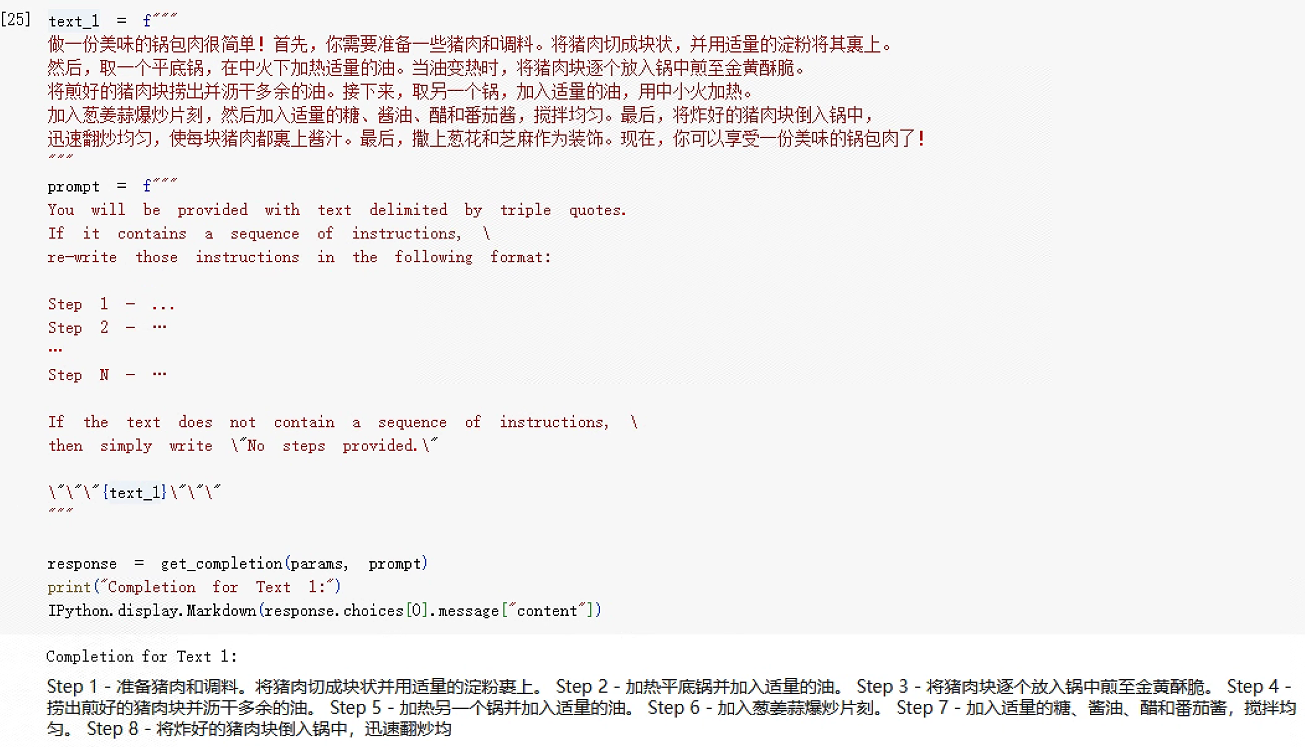 [25] text_1 = f"""
做一份美味的锅包肉很简单！首先，你需要准备一些猪肉和调料。将猪肉切成块状，并用适量的淀粉将其裹上。
然后，取一个平底锅，在中火下加热适量的油。当油变热时，将猪肉块逐个放入锅中煎至金黄酥脆。
将煎好的猪肉块捞出并沥干多余的油。接下来，取另一个锅，加入适量的油，用中小火加热。
加入葱姜蒜爆炒片刻，然后加入适量的糖、酱油、醋和番茄酱，搅拌均匀。最后，将炸好的猪肉块倒入锅中，
迅速翻炒均匀，使每块猪肉都裹上酱汁。最后，撒上葱花和芝麻作为装饰。现在，你可以享受一份美味的锅包肉了！
"""
prompt = f"""
You will be provided with text delimited by triple quotes.
If it contains a sequence of instructions, \
re-write those instructions in the following format:
Step 1 - ...
Step 2 - …
…
Step N - …
If the text does not contain a sequence of instructions, \
then simply write \"No steps provided.\"
\"\"\"{text_1}\"\"\"
"""
response = get_completion(params, prompt)
print("Completion for Text 1:")
IPython.display.Markdown(response.choices[0].message["content"])
Completion for Text 1:
Step 1 - 准备猪肉和调料。将猪肉切成块状并用适量的淀粉裹上。 Step 2 - 加热平底锅并加入适量的油。 Step 3 - 将猪肉块逐个放入锅中煎至金黄酥脆。 Step 4 -
捞出煎好的猪肉块并沥干多余的油。 Step 5 - 加热另一个锅并加入适量的油。 Step 6 - 加入葱姜蒜爆炒片刻。 Step 7 - 加入适量的糖、酱油、醋和番茄酱，搅拌均
匀。 Step 8 - 将炸好的猪肉块倒入锅中，迅速翻炒均